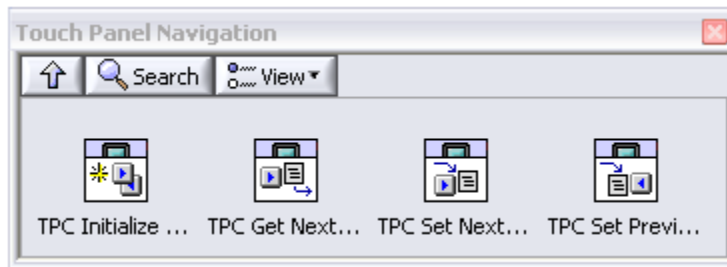 Touch Panel Navigation
Search View
TPC Initialize ... TPC Get Next... TPC Set Next... TPC Set Previ...